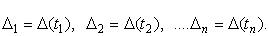 Δ₁ = Δ(t₁), Δ₂ = Δ(t₂), ....Δₙ = Δ(tₙ).